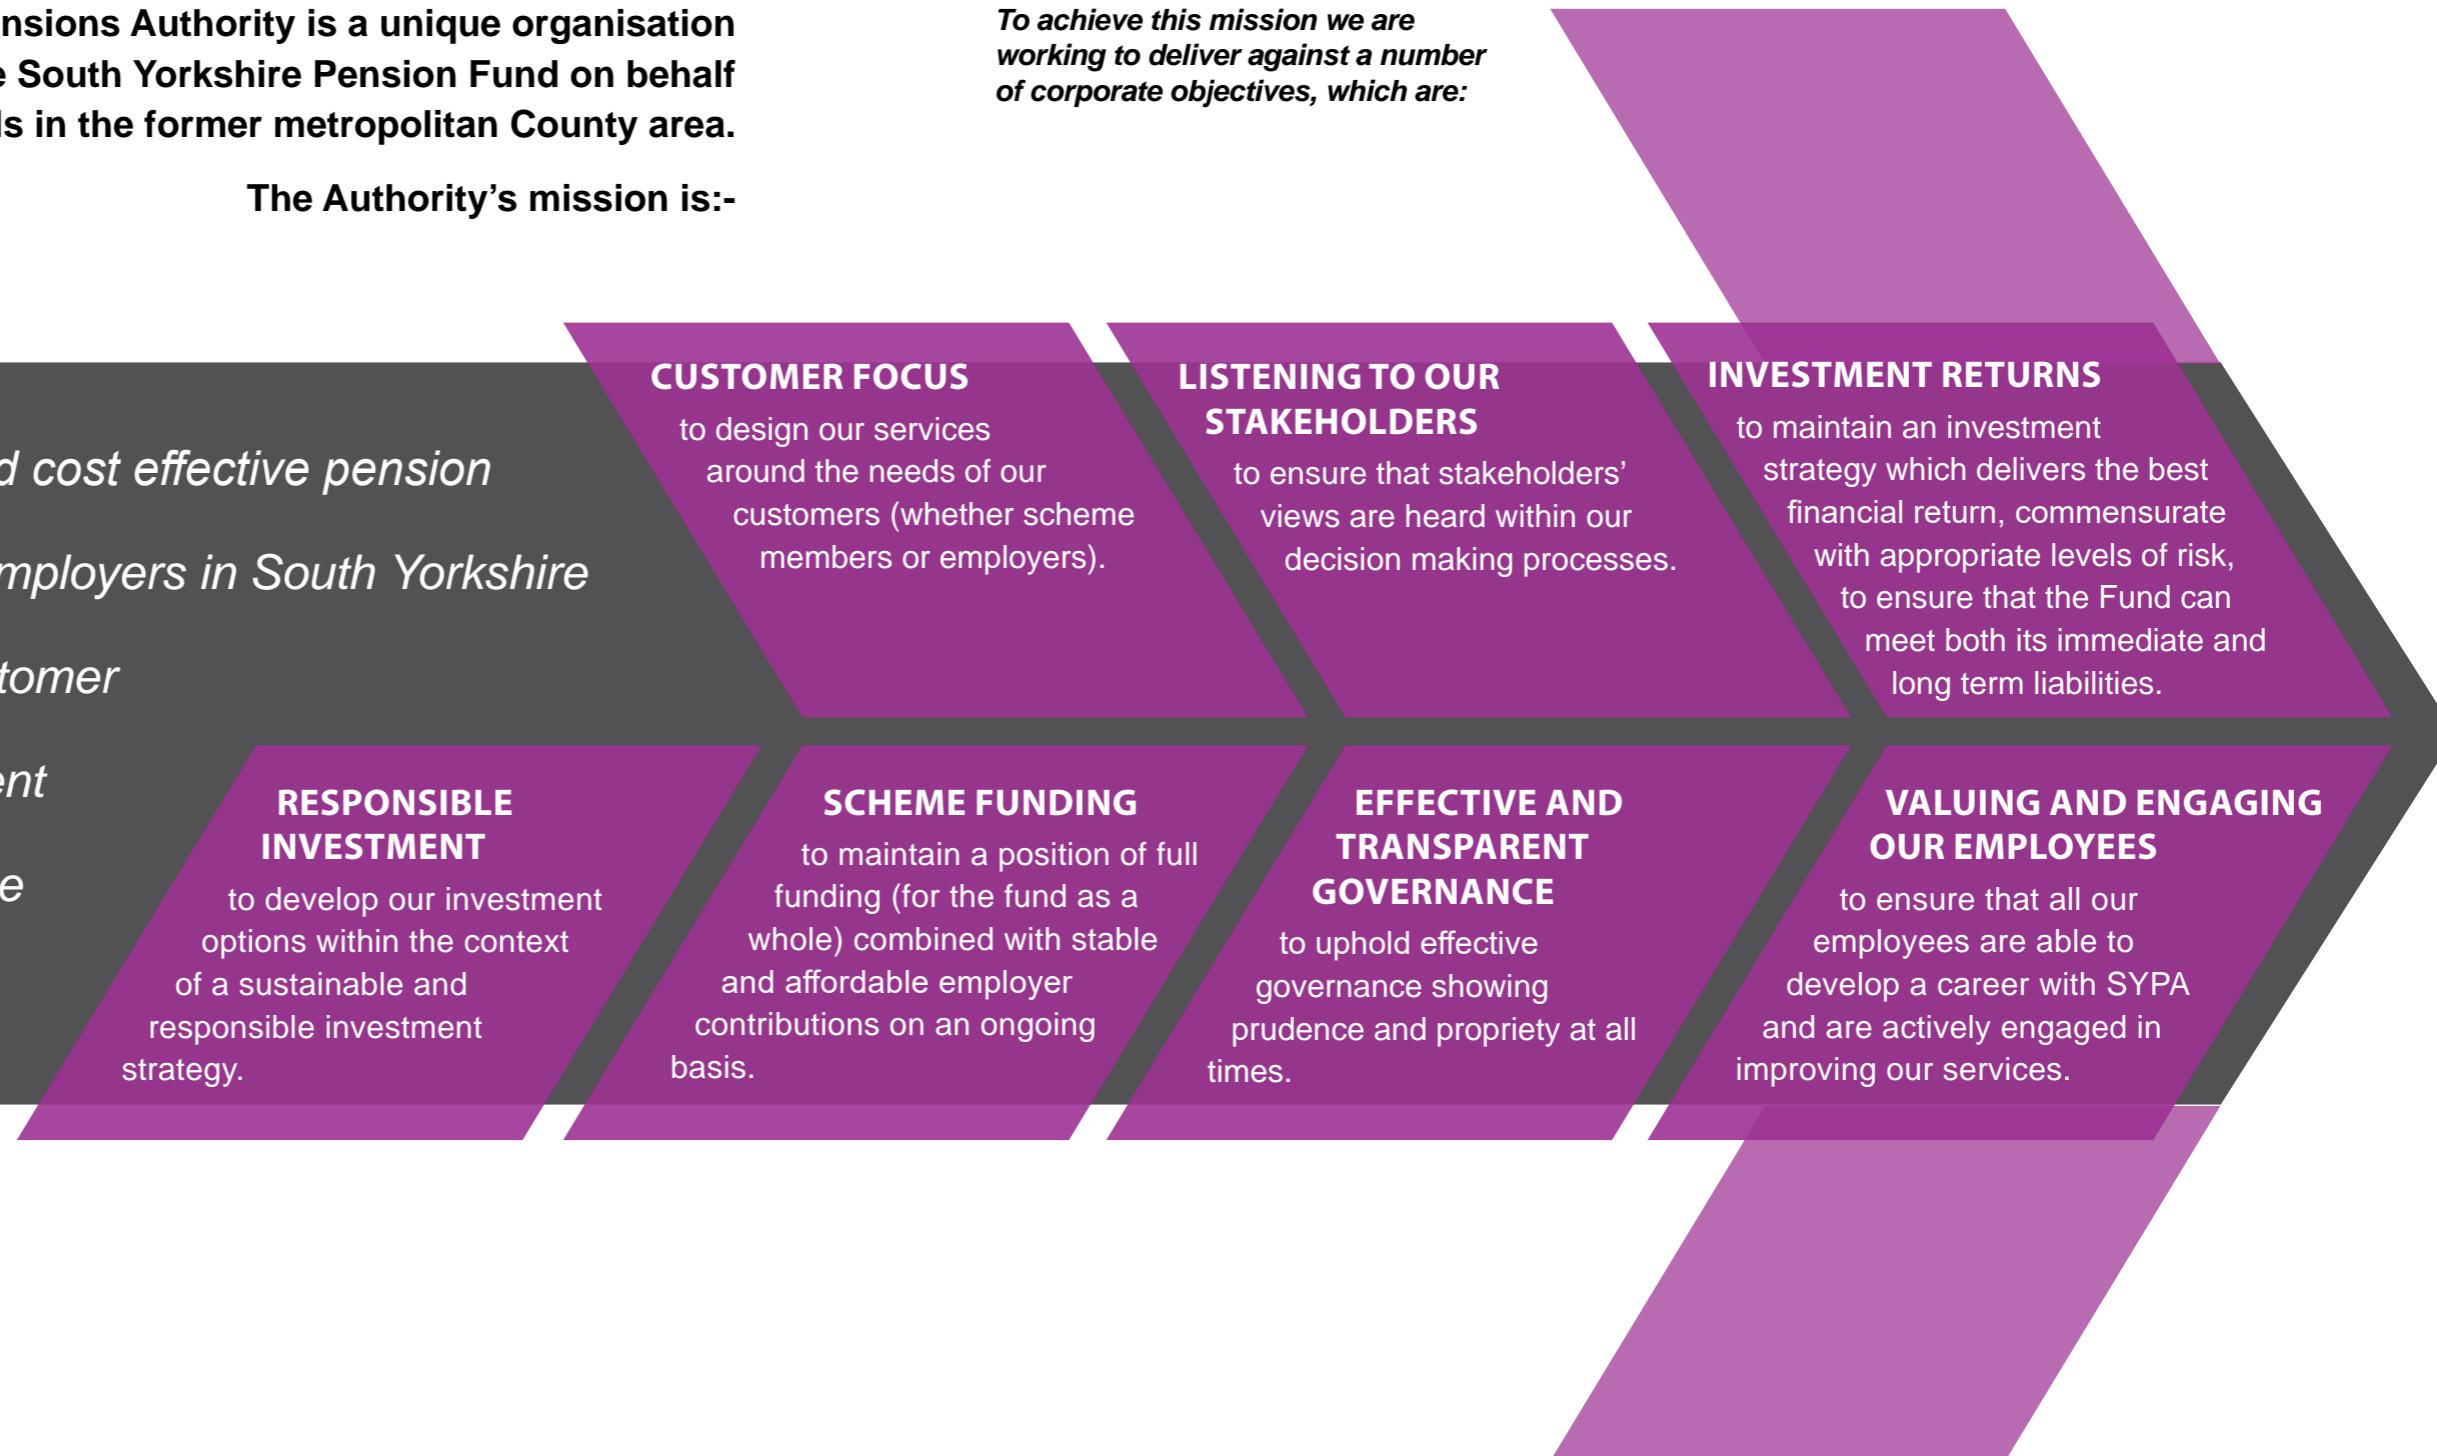 nsions Authority is a unique organisation
South Yorkshire Pension Fund on behalf
in the former metropolitan County area.
The Authority’s mission is:-
To achieve this mission we are
working to deliver against a number
of corporate objectives, which are:
cost effective pension
mployers in South Yorkshire
tomer
ent
CUSTOMER FOCUS
to design our services
around the needs of our
customers (whether scheme
members or employers).
LISTENING TO OUR
STAKEHOLDERS
to ensure that stakeholders’
views are heard within our
decision making processes.
INVESTMENT RETURNS
to maintain an investment
strategy which delivers the best
financial return, commensurate
with appropriate levels of risk,
to ensure that the Fund can
meet both its immediate and
long term liabilities.
RESPONSIBLE
INVESTMENT
to develop our investment
options within the context
of a sustainable and
responsible investment
strategy.
SCHEME FUNDING
to maintain a position of full
funding (for the fund as a
whole) combined with stable
and affordable employer
contributions on an ongoing
basis.
EFFECTIVE AND
TRANSPARENT
GOVERNANCE
to uphold effective
governance showing
prudence and propriety at all
times.
VALUING AND ENGAGING
OUR EMPLOYEES
to ensure that all our
employees are able to
develop a career with SYPA
and are actively engaged in
improving our services.